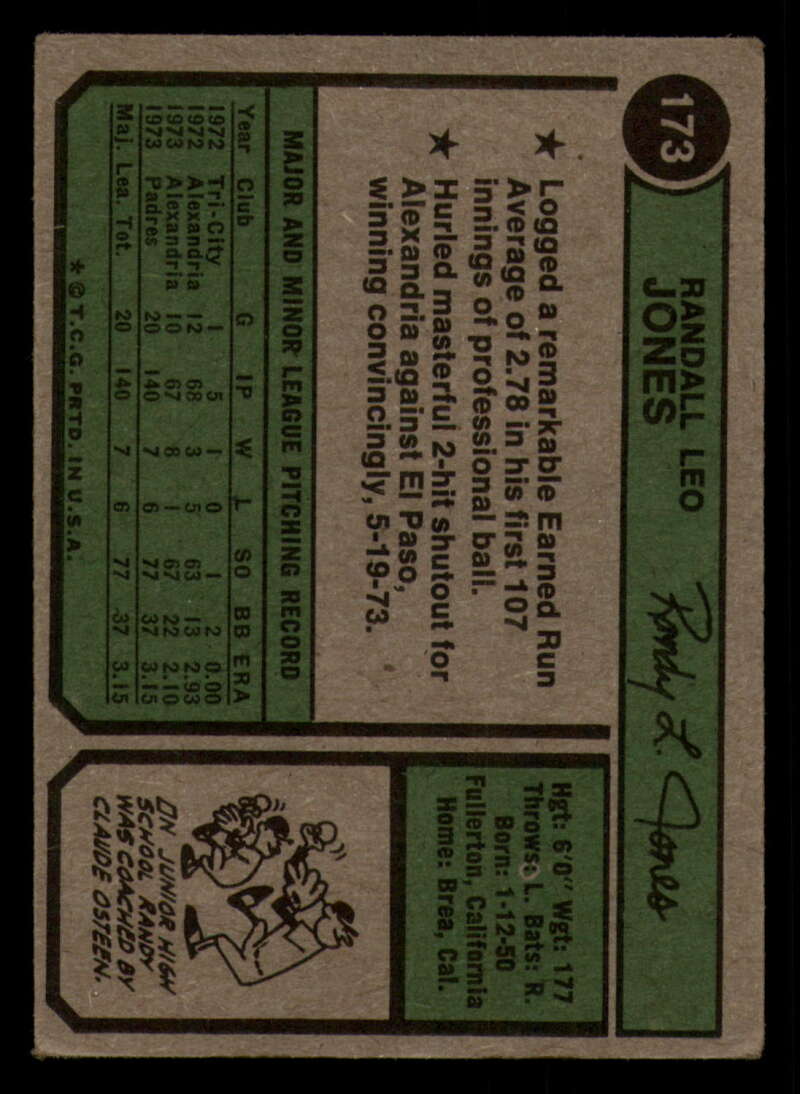 173
RANDALL LEO
JONES
Randy L. Jones
★ Logged a remarkable Earned Run
Average of 2.78 in his first 107
innings of professional ball.
★ Hurled masterful 2-hit shutout for
Alexandria against El Paso,
winning convincingly, 5-19-73.
Hgt: 6'0" Wgt: 177
Throws: L. Bats: R.
Born: 1-12-50
Fullerton, California
Home: Brea, Cal.
MAJOR AND MINOR LEAGUE PITCHING RECORD
Year Club G IP W L SO BB ERA
1972 Tri-City 1 5 1 0 1 2 0.00
1972 Alexandria 12 68 3 5 63 13 2.93
1973 Alexandria 10 67 8 1 67 22 2.10
1973 Padres 20 140 7 6 77 37 3.15
Maj. Lea. Tot. 20 140 7 6 77 37 3.15
* © T.C.G. PRTD. IN U.S.A.
IN JUNIOR HIGH
SCHOOL RANDY
WAS COACHED BY
CLAUDE OSTEEN.